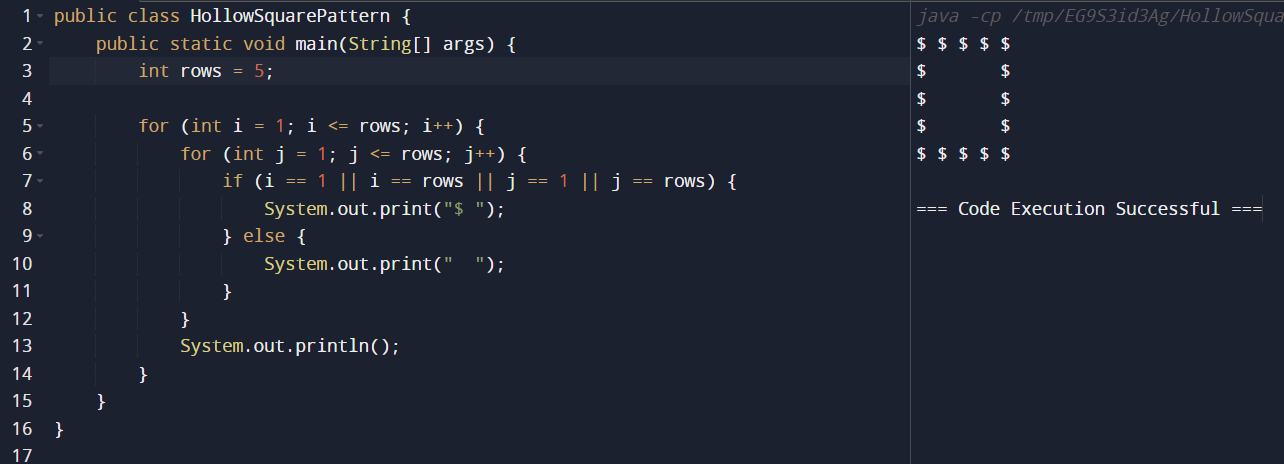 1 public class HollowSquarePattern {
2     public static void main(String[] args) {
3         int rows = 5;
4
5         for (int i = 1; i <= rows; i++) {
6             for (int j = 1; j <= rows; j++) {
7                 if (i == 1 || i == rows || j == 1 || j == rows) {
8                     System.out.print("$ ");
9                 } else {
10                     System.out.print("  ");
11                 }
12             }
13             System.out.println();
14         }
15     }
16 }
17
java -cp /tmp/EG9S3id3Ag/HollowSqua
$ $ $ $ $
$       $
$       $
$       $
$ $ $ $ $
=== Code Execution Successful ===